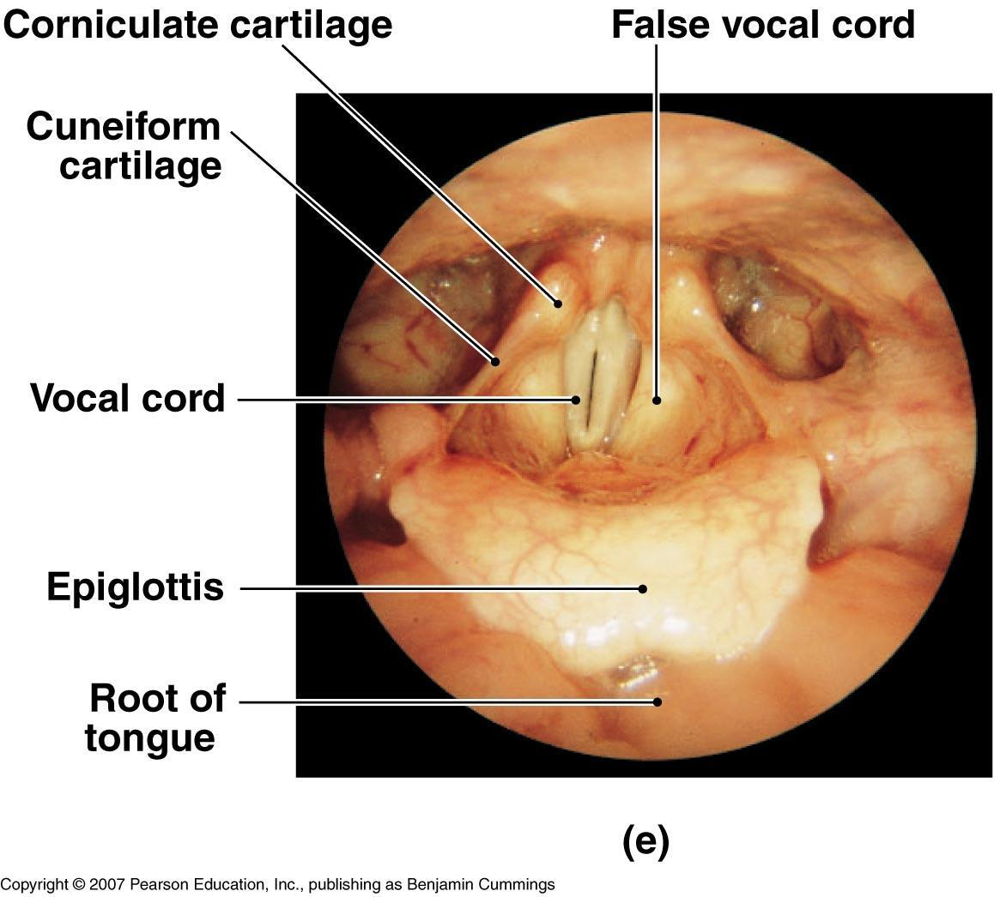 Corniculate cartilage
False vocal cord
Cuneiform
cartilage
Vocal cord
Epiglottis
Root of
tongue
(e)
Copyright © 2007 Pearson Education, Inc., publishing as Benjamin Cummings